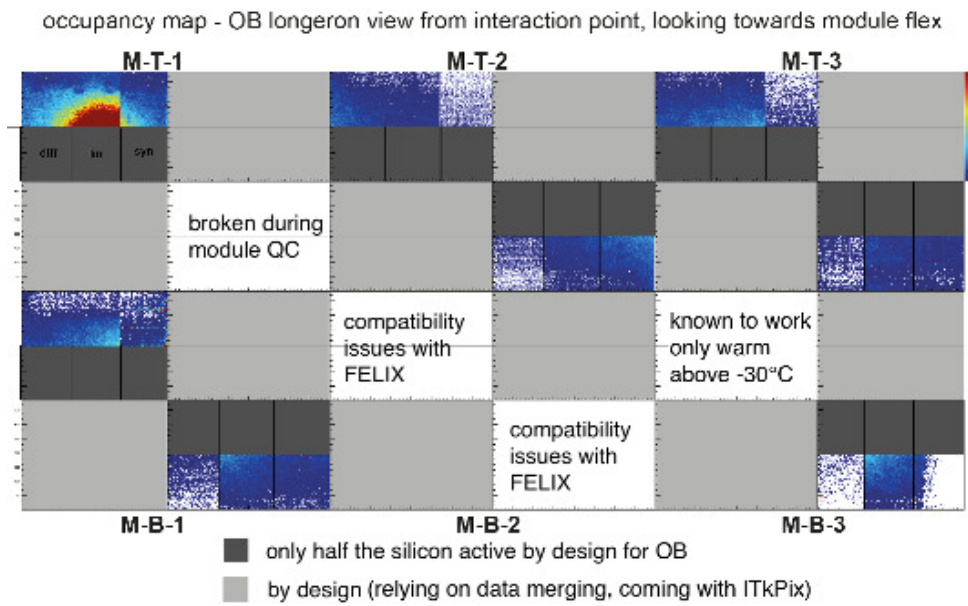 occupancy map - OB longeron view from interaction point, looking towards module flex
M-T-1 M-T-2 M-T-3
diff lin syn
broken during
module QC
compatibility
issues with
FELIX
known to work
only warm
above -30°C
compatibility
issues with
FELIX
M-B-1 M-B-2 M-B-3
only half the silicon active by design for OB
by design (relying on data merging, coming with ITkPix)